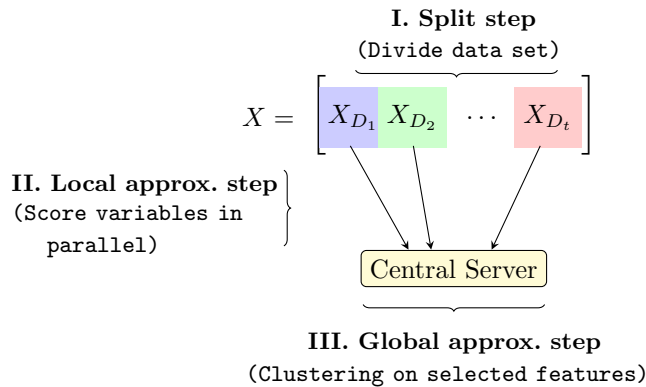 I. Split step
(Divide data set)
X = [ X_{D_1} X_{D_2} ⋯ X_{D_t} ]
II. Local approx. step
(Score variables in
parallel)
Central Server
III. Global approx. step
(Clustering on selected features)